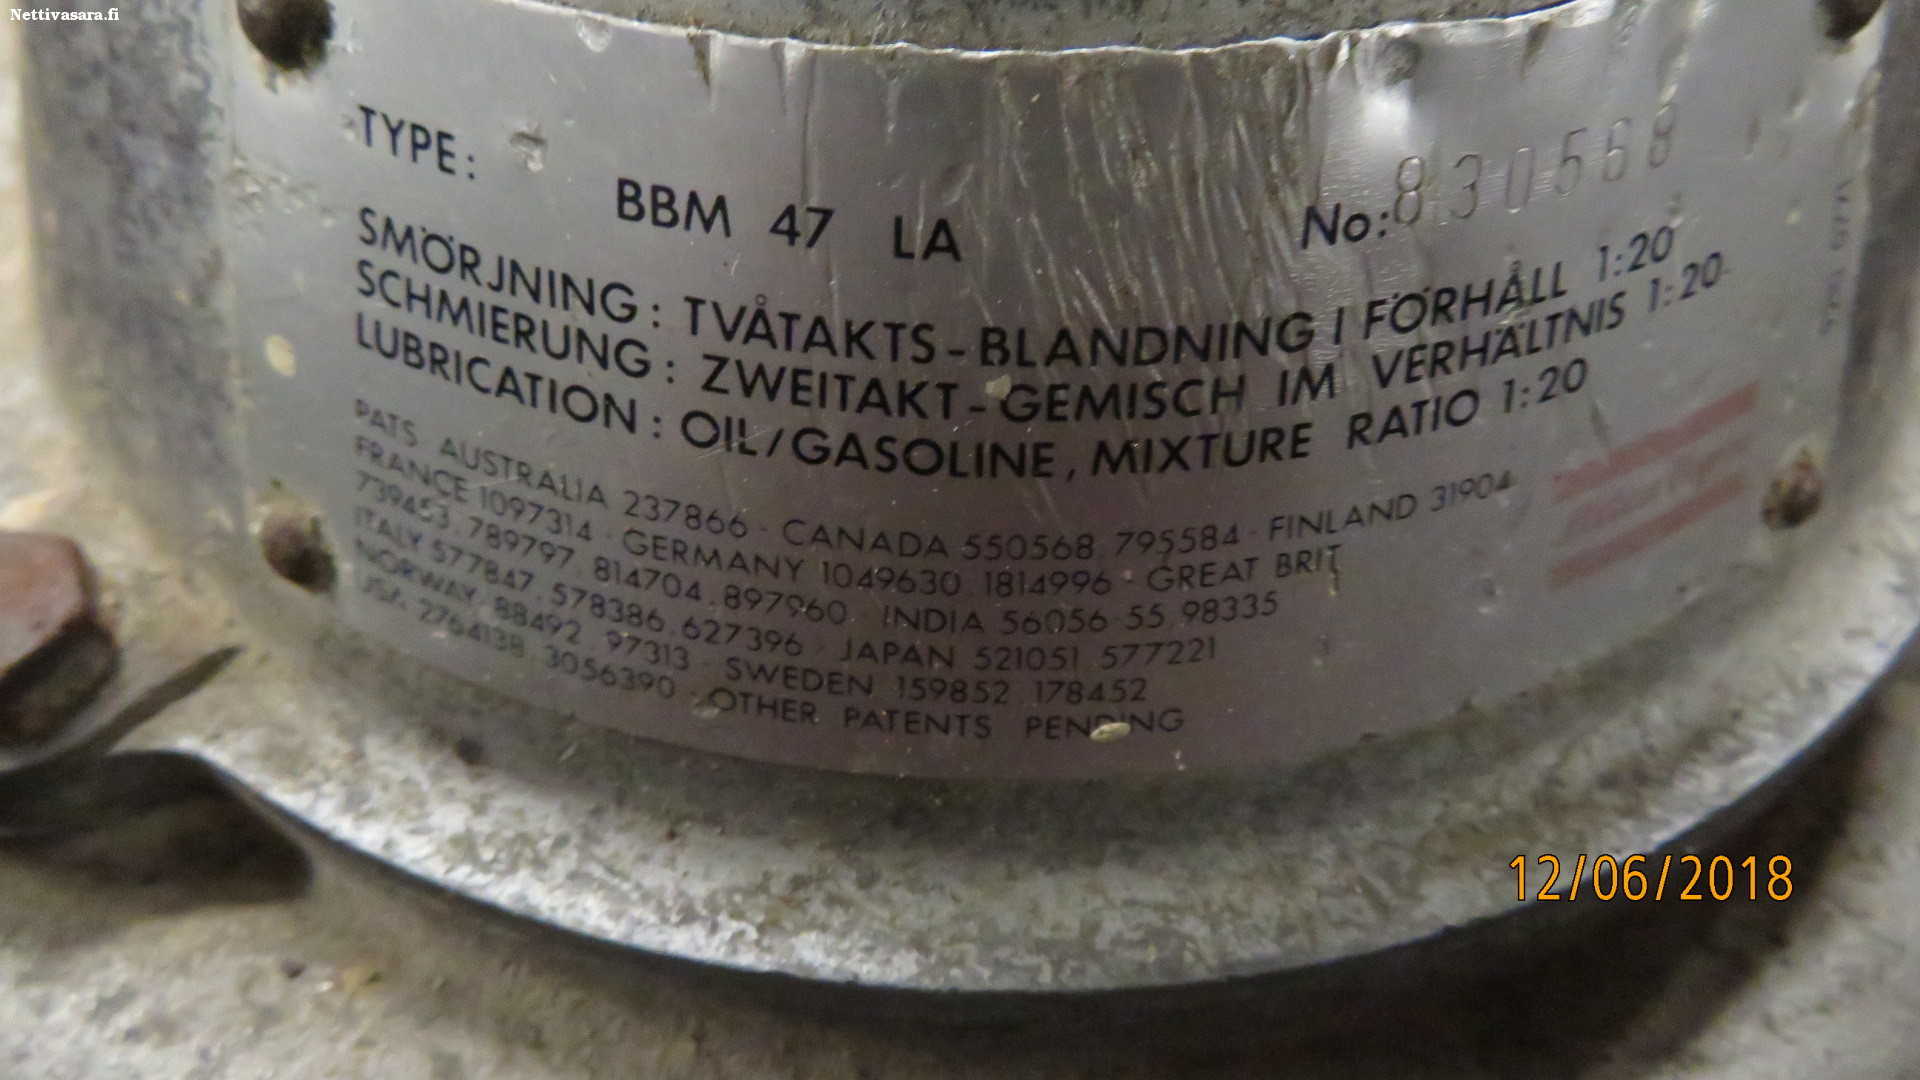 Nettivasara.fi
TYPE: BBM 47 LA No: 830568
SMÖRJNING: TVÅTAKTS-BLANDNING I FÖRHÅLL 1:20
SCHMIERUNG: ZWEITAKT-GEMISCH IM VERHÄLTNIS 1:20
LUBRICATION: OIL/GASOLINE, MIXTURE RATIO 1:20
PATS AUSTRALIA 237866 · CANADA 550568, 795584 · FINLAND 31904
FRANCE 1097314 · GERMANY 1049630, 1814996 · GREAT BRIT
739453, 789797, 814704, 897960 · INDIA 56056-55, 98335
ITALY 577847, 578386, 627396 · JAPAN 521051, 577221
NORWAY 88492, 97313 · SWEDEN 159852, 178452
USA 2764138, 3056390 · OTHER PATENTS PENDING
12/06/2018